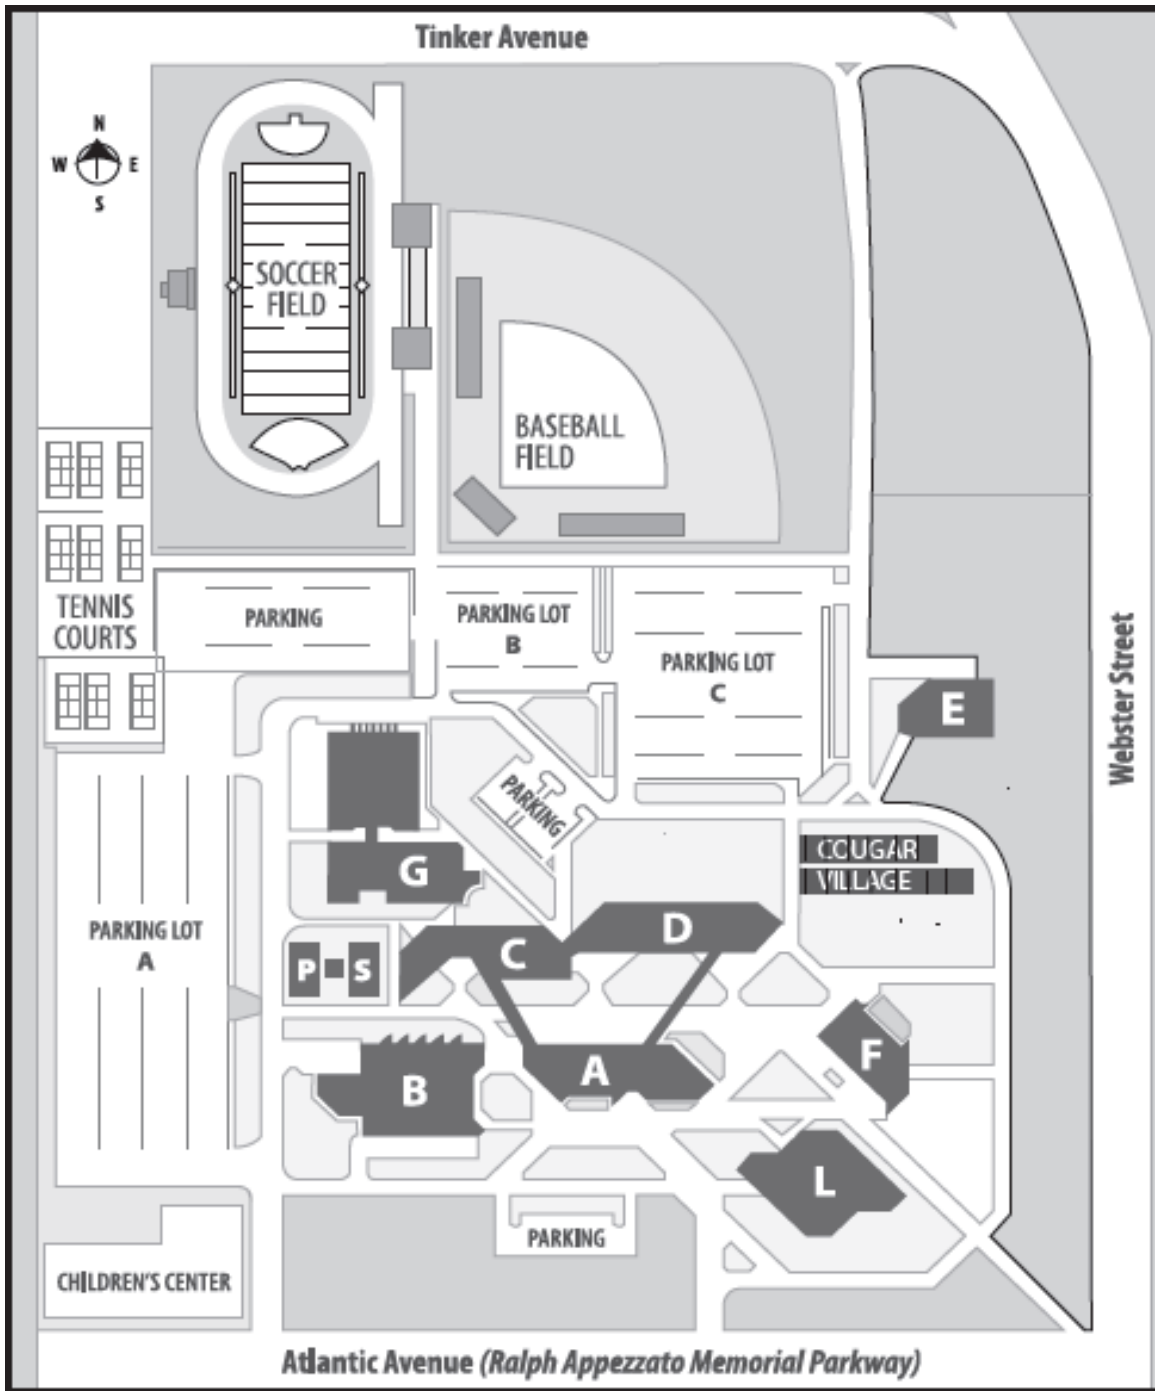 Tinker Avenue
N
W E
S
SOCCER
FIELD
BASEBALL
FIELD
TENNIS
COURTS
PARKING
PARKING LOT
B
PARKING LOT
C
E
Webster Street
PARKING
COUGAR
VILLAGE
G
D
C
PARKING LOT
A
P S
F
A
B
L
PARKING
CHILDREN'S CENTER
Atlantic Avenue (Ralph Appezzato Memorial Parkway)